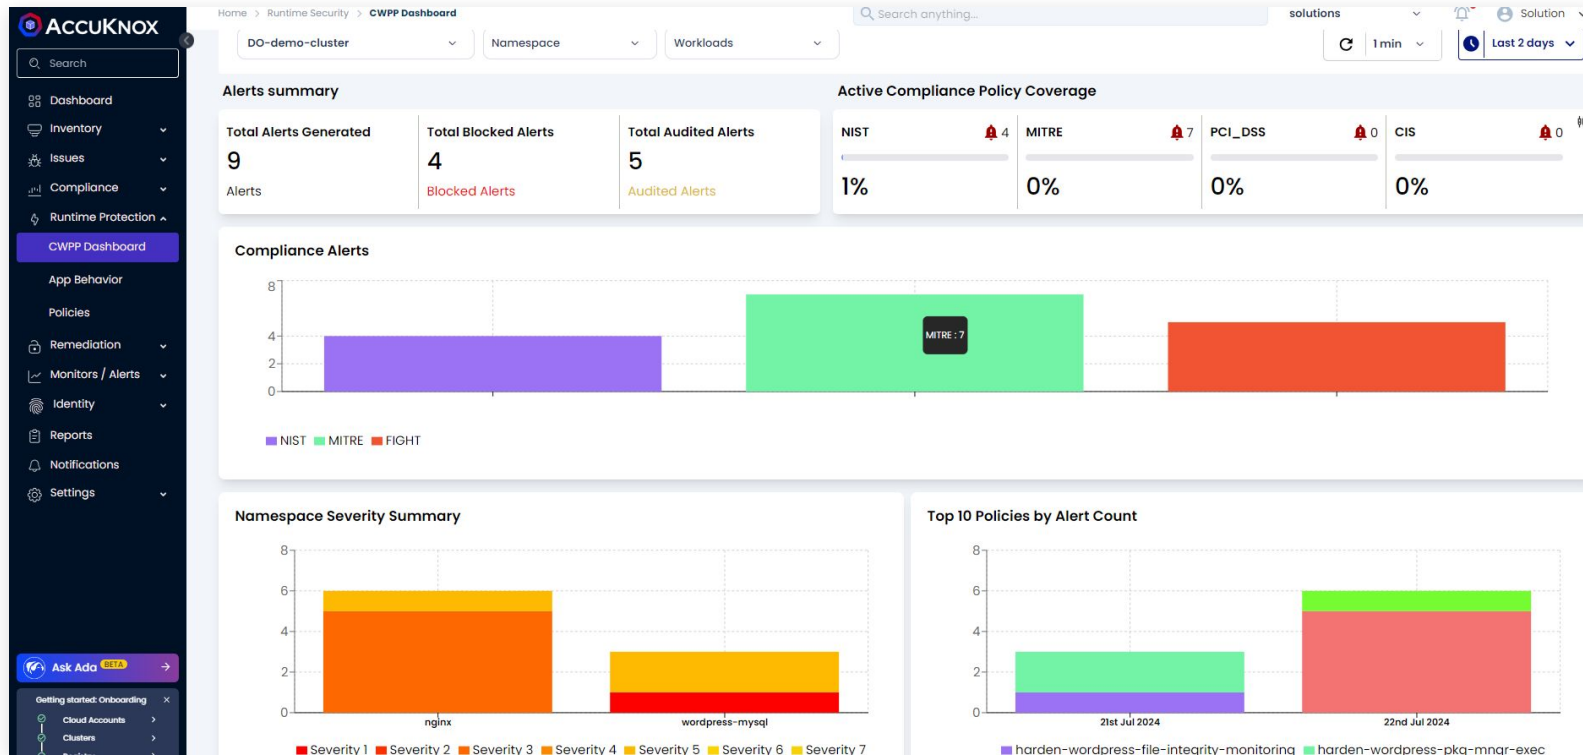 ACCUKNOX
Search
Dashboard
Inventory
Issues
Compliance
Runtime Protection
CWPP Dashboard
App Behavior
Policies
Remediation
Monitors / Alerts
Identity
Reports
Notifications
Settings
Ask Ada BETA
Getting started: Onboarding
Cloud Accounts
Clusters
Home > Runtime Security > CWPP Dashboard
Search anything...
solutions
Solution
DO-demo-cluster
Namespace
Workloads
1 min
Last 2 days
Alerts summary
Total Alerts Generated
9
Alerts
Total Blocked Alerts
4
Blocked Alerts
Total Audited Alerts
5
Audited Alerts
Active Compliance Policy Coverage
NIST 4
1%
MITRE 7
0%
PCI_DSS 0
0%
CIS 0
0%
Compliance Alerts
8
4
2
0
MITRE : 7
NIST MITRE FIGHT
Namespace Severity Summary
8
6
4
2
0
nginx wordpress-mysql
Severity 1 Severity 2 Severity 3 Severity 4 Severity 5 Severity 6 Severity 7
Top 10 Policies by Alert Count
8
6
4
2
0
21st Jul 2024 22nd Jul 2024
harden-wordpress-file-integrity-monitoring harden-wordpress-pkg-mngr-exec